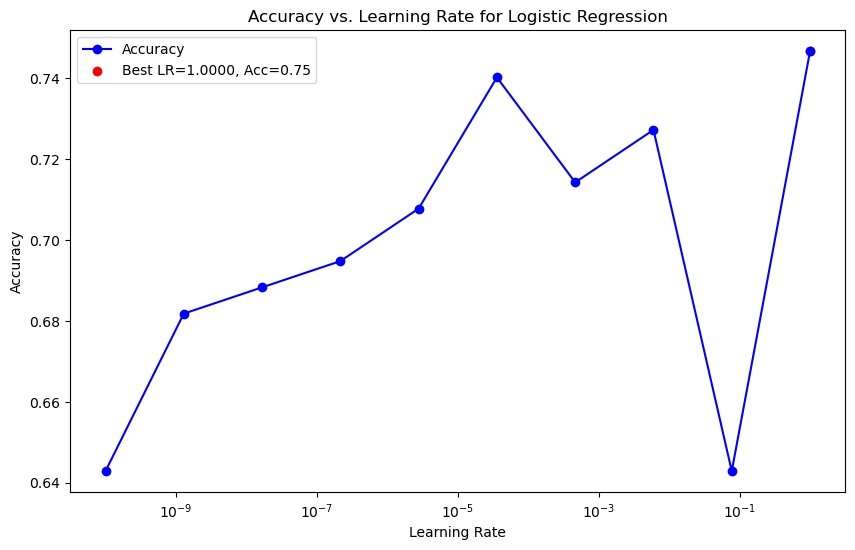 Accuracy vs. Learning Rate for Logistic Regression
Accuracy
Best LR=1.0000, Acc=0.75
0.74
0.72
0.70
0.68
0.66
0.64
Accuracy
10⁻⁹
10⁻⁷
10⁻⁵
10⁻³
10⁻¹
Learning Rate